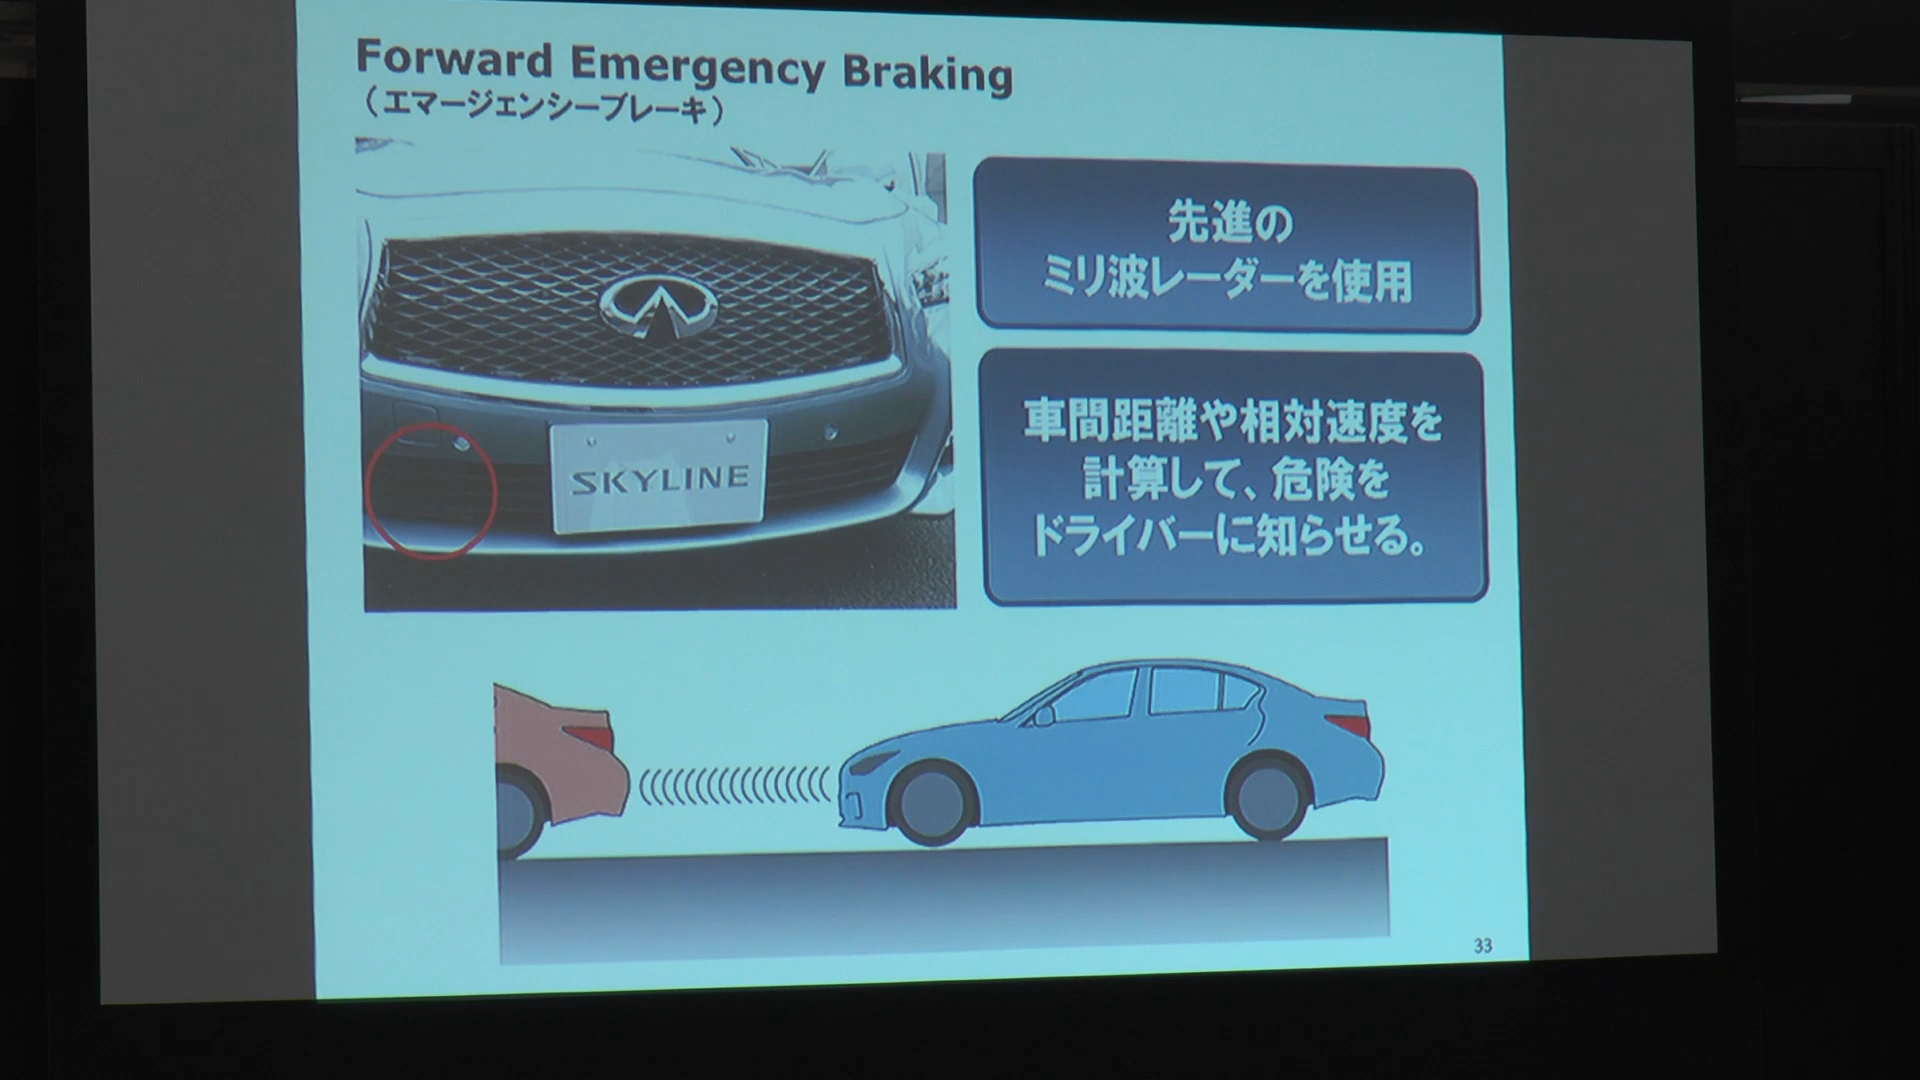 Forward Emergency Braking
（エマージェンシーブレーキ）
先進の
ミリ波レーダーを使用
SKYLINE
車間距離や相対速度を
計算して、危険を
ドライバーに知らせる。
33